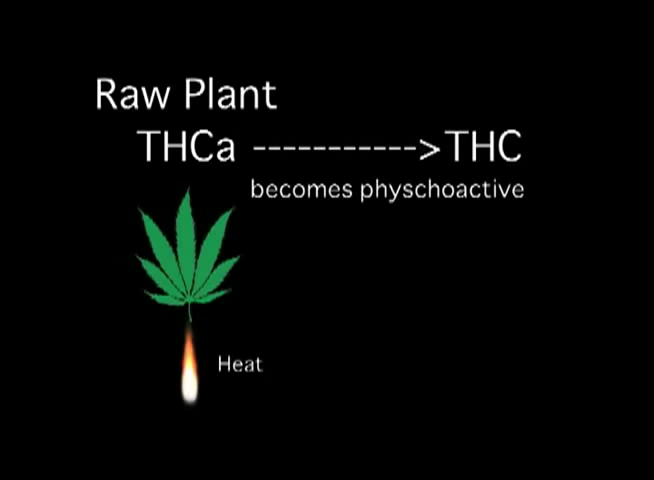 Raw Plant
THCa ----------->THC
becomes physchoactive
Heat